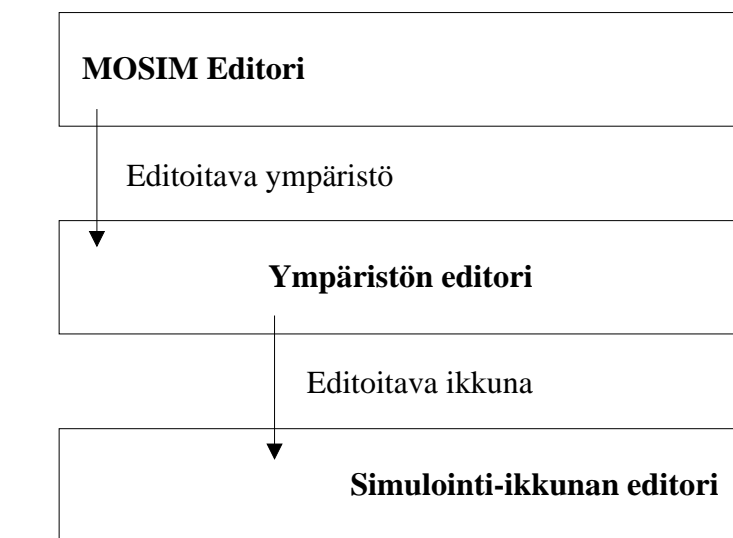 MOSIM Editori
Editoitava ympäristö
Ympäristön editori
Editoitava ikkuna
Simulointi-ikkunan editori